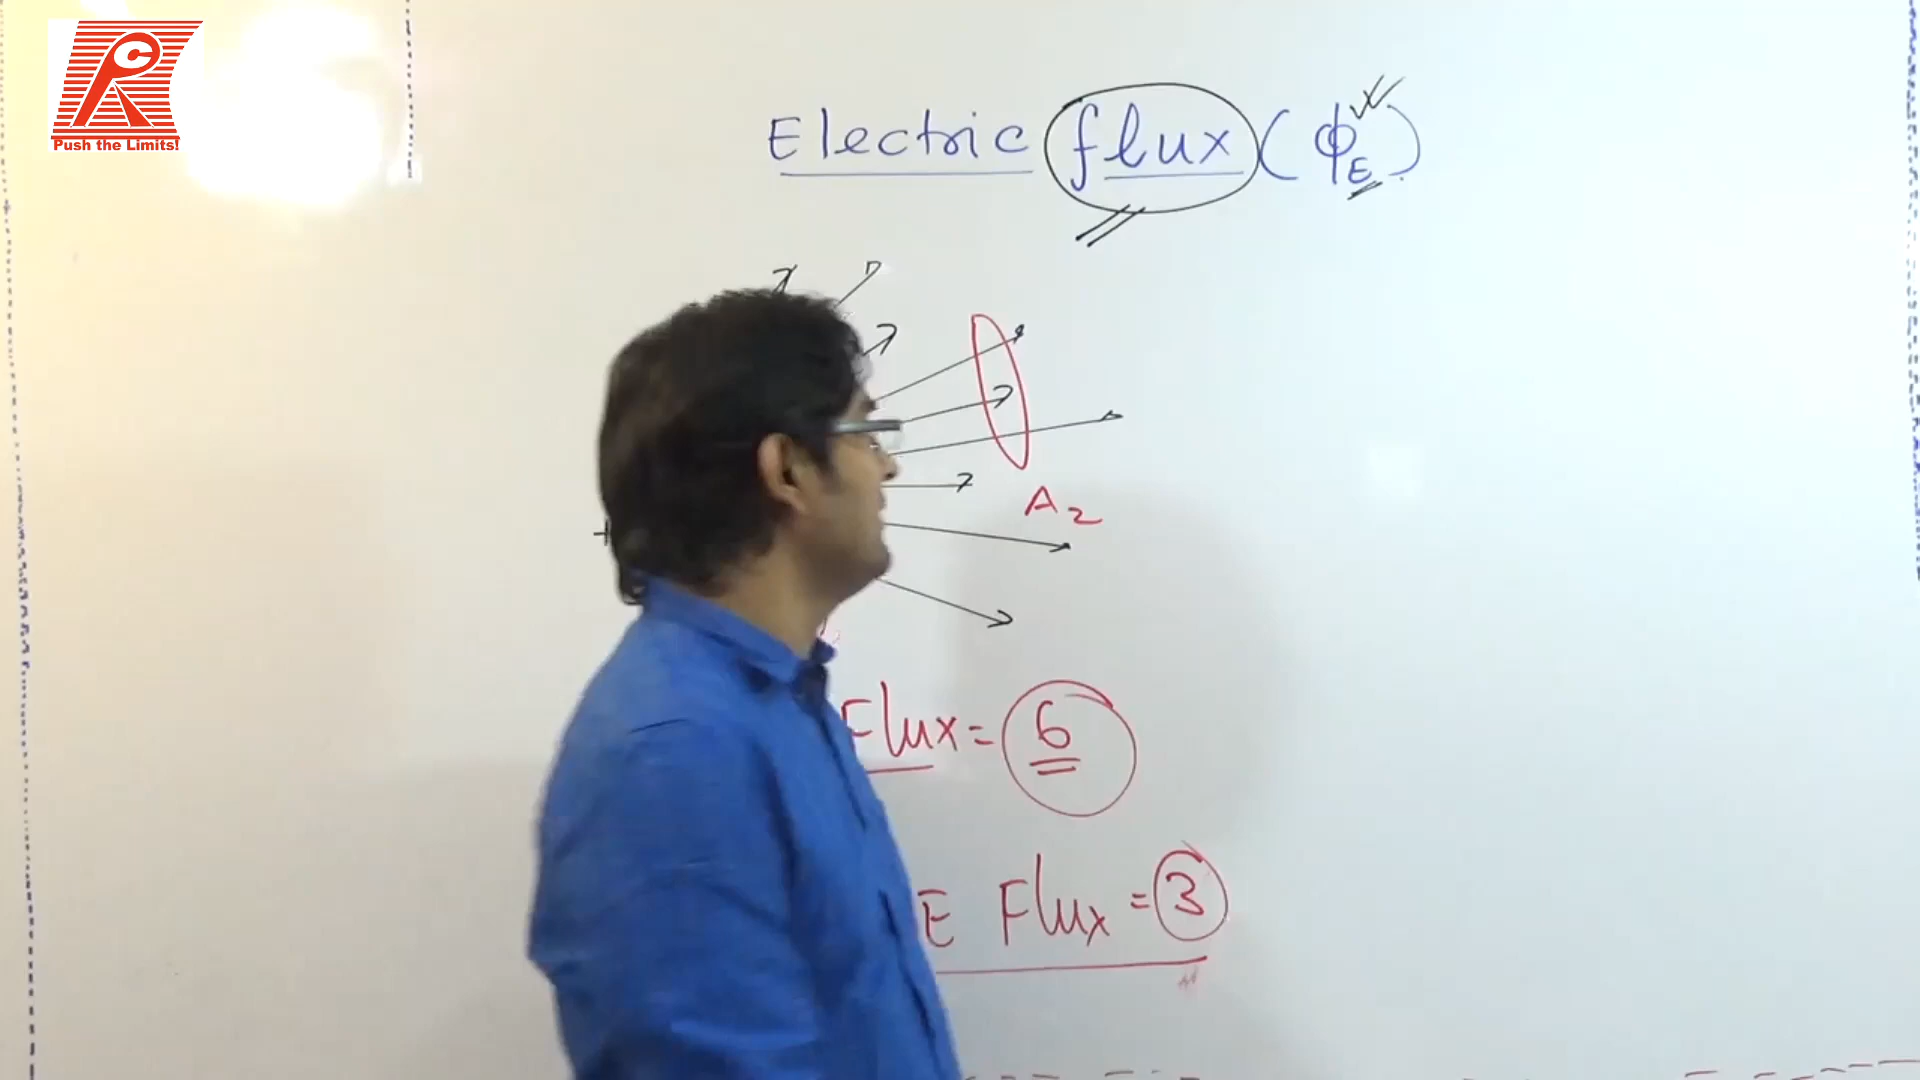 Push the Limits!
Electric flux (ϕE)
A2
Flux = 6
E Flux = 3